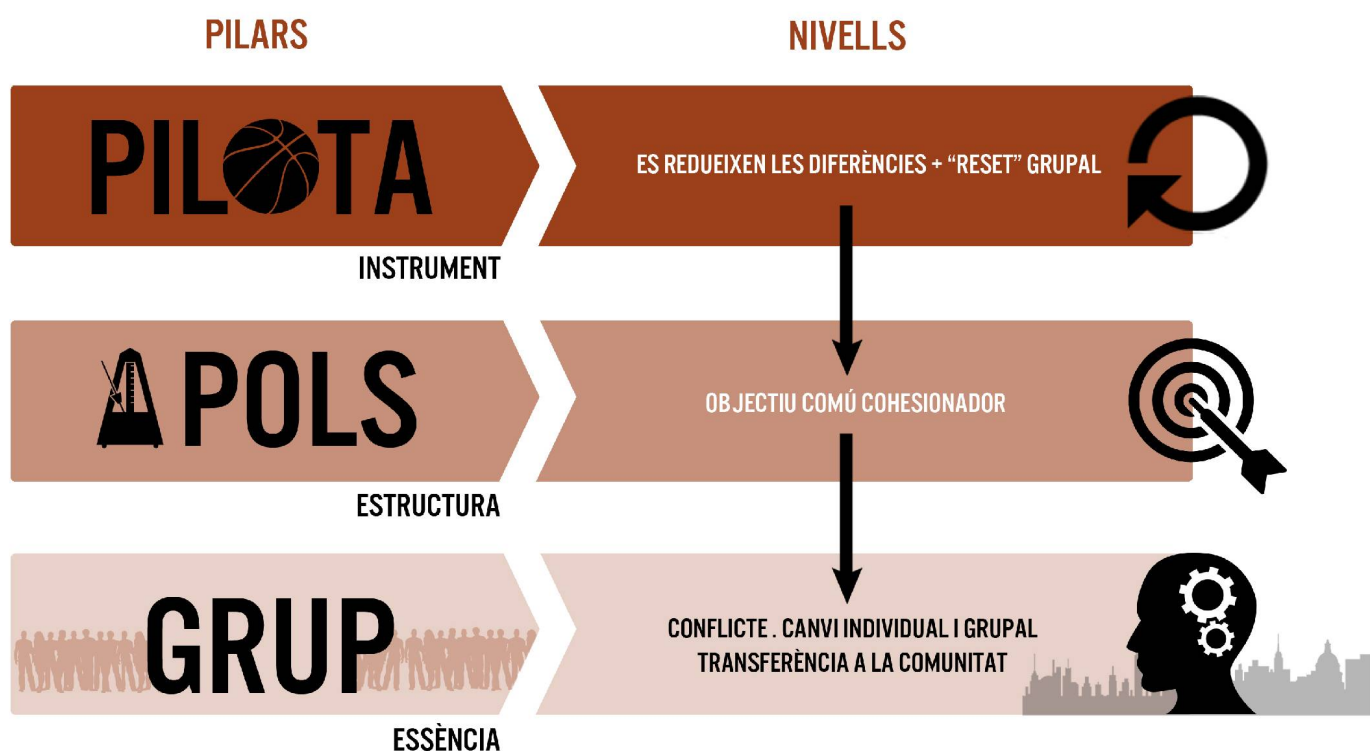 PILARS
NIVELLS
PILOTA
ES REDUEIXEN LES DIFERÈNCIES + “RESET” GRUPAL
INSTRUMENT
POLS
OBJECTIU COMÚ COHESIONADOR
ESTRUCTURA
GRUP
CONFLICTE . CANVI INDIVIDUAL I GRUPAL
TRANSFERÈNCIA A LA COMUNITAT
ESSÈNCIA